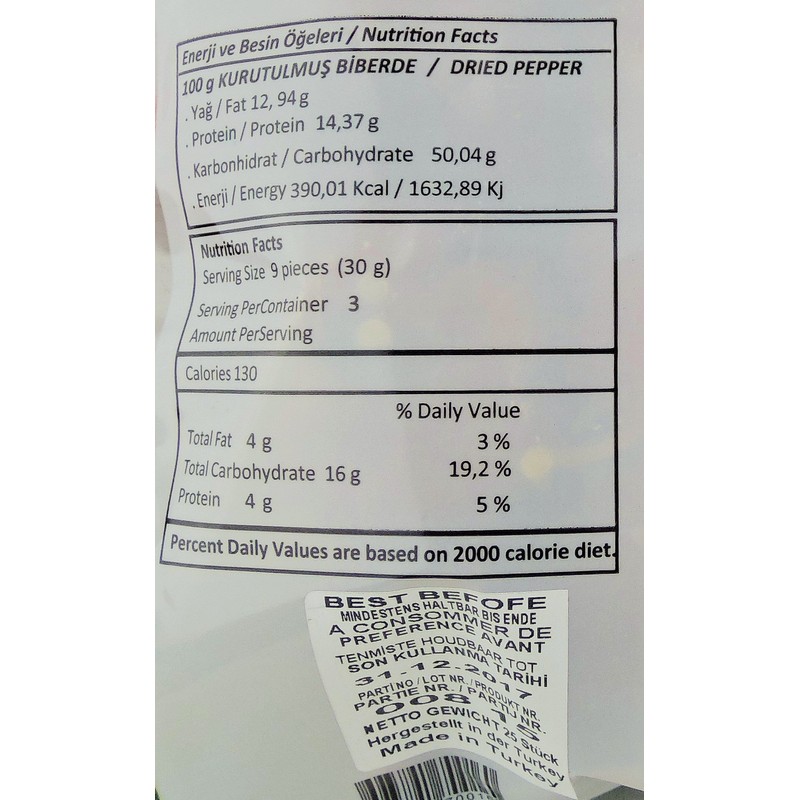 Enerji ve Besin Öğeleri / Nutrition Facts
100 g KURUTULMUŞ BİBERDE / DRIED PEPPER
. Yağ / Fat 12, 94 g
. Protein / Protein 14,37 g
. Karbonhidrat / Carbohydrate 50,04 g
. Enerji / Energy 390,01 Kcal / 1632,89 Kj
Nutrition Facts
Serving Size 9 pieces (30 g)
Serving PerContainer 3
Amount PerServing
Calories 130
% Daily Value
Total Fat 4 g 3 %
Total Carbohydrate 16 g 19,2 %
Protein 4 g 5 %
Percent Daily Values are based on 2000 calorie diet.
BEST BEFOFE
MINDESTENS HALTBAR BIS ENDE
A CONSOMMER DE
PREFERENCE AVANT
TENMISTE HOUDBAAR TOT
SON KULLANMA TARİHİ
31-12-2017
PARTİ NO / LOT NR. / PRODUKT NR.
PARTIE NR. / PARTIJ NR.
008 15
NETTO GEWICHT 25 Stück
Hergestellt in der Turkey
Made in Turkey